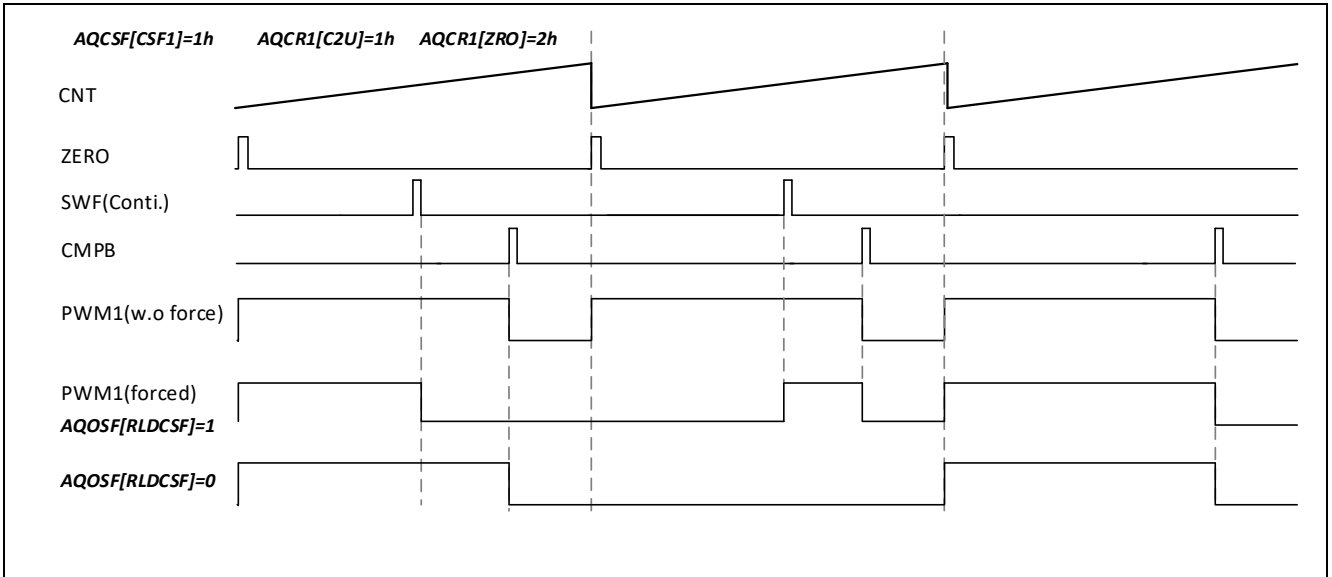 AQCSF[CSF1]=1h AQCR1[C2U]=1h AQCR1[ZRO]=2h
CNT
ZERO
SWF(Conti.)
CMPB
PWM1(w.o force)
PWM1(forced)
AQOSF[RLDCSF]=1
AQOSF[RLDCSF]=0